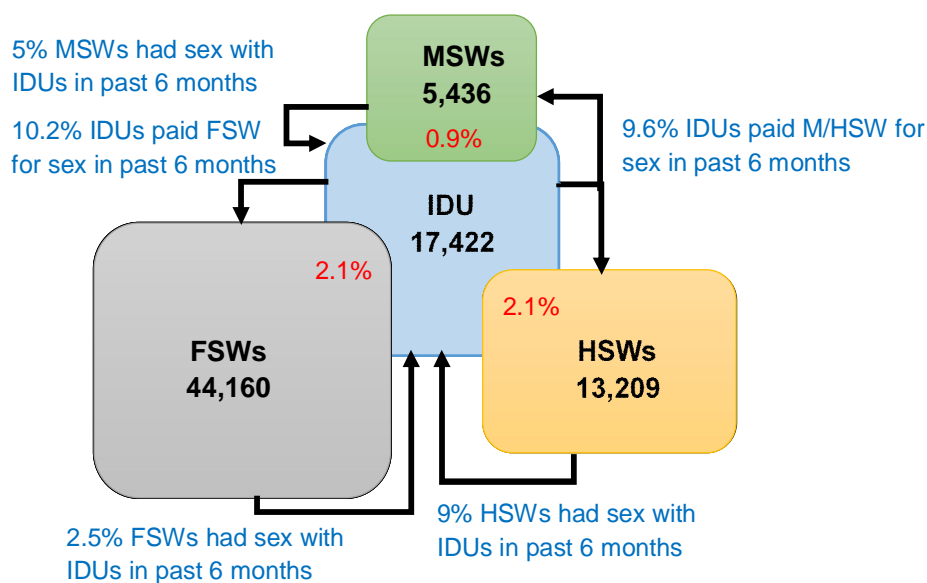 5% MSWs had sex with
IDUs in past 6 months
10.2% IDUs paid FSW
for sex in past 6 months
MSWs
5,436
0.9%
9.6% IDUs paid M/HSW for
sex in past 6 months
IDU
17,422
2.1%
FSWs
44,160
2.1%
HSWs
13,209
2.5% FSWs had sex with
IDUs in past 6 months
9% HSWs had sex with
IDUs in past 6 months